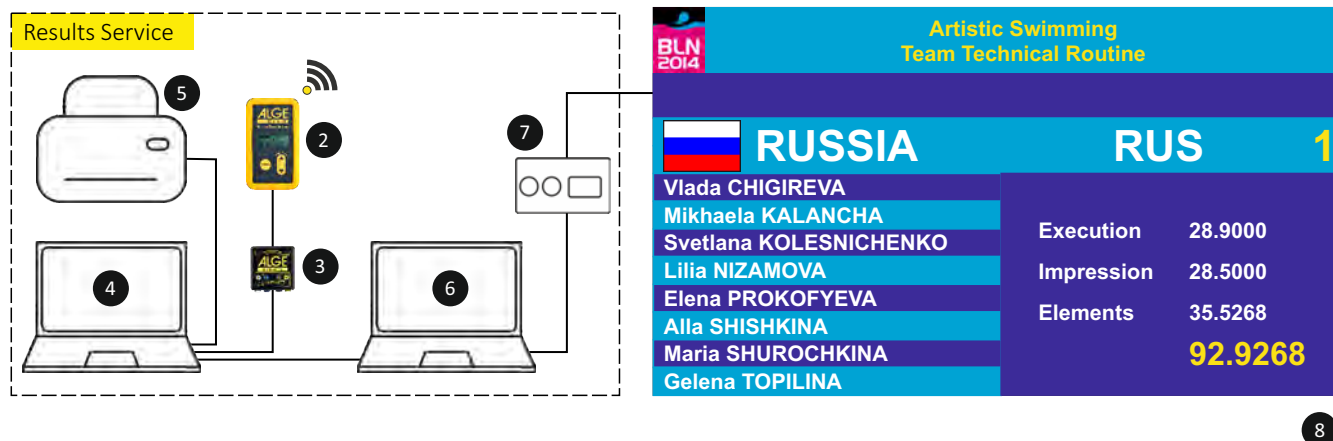 Results Service
5
ALGE
2
3
ALGE
4
6
7
BLN
2014
Artistic Swimming
Team Technical Routine
RUSSIA RUS 1
Vlada CHIGIREVA
Mikhaela KALANCHA
Svetlana KOLESNICHENKO
Lilia NIZAMOVA
Elena PROKOFYEVA
Alla SHISHKINA
Maria SHUROCHKINA
Gelena TOPILINA
Execution 28.9000
Impression 28.5000
Elements 35.5268
92.9268
8